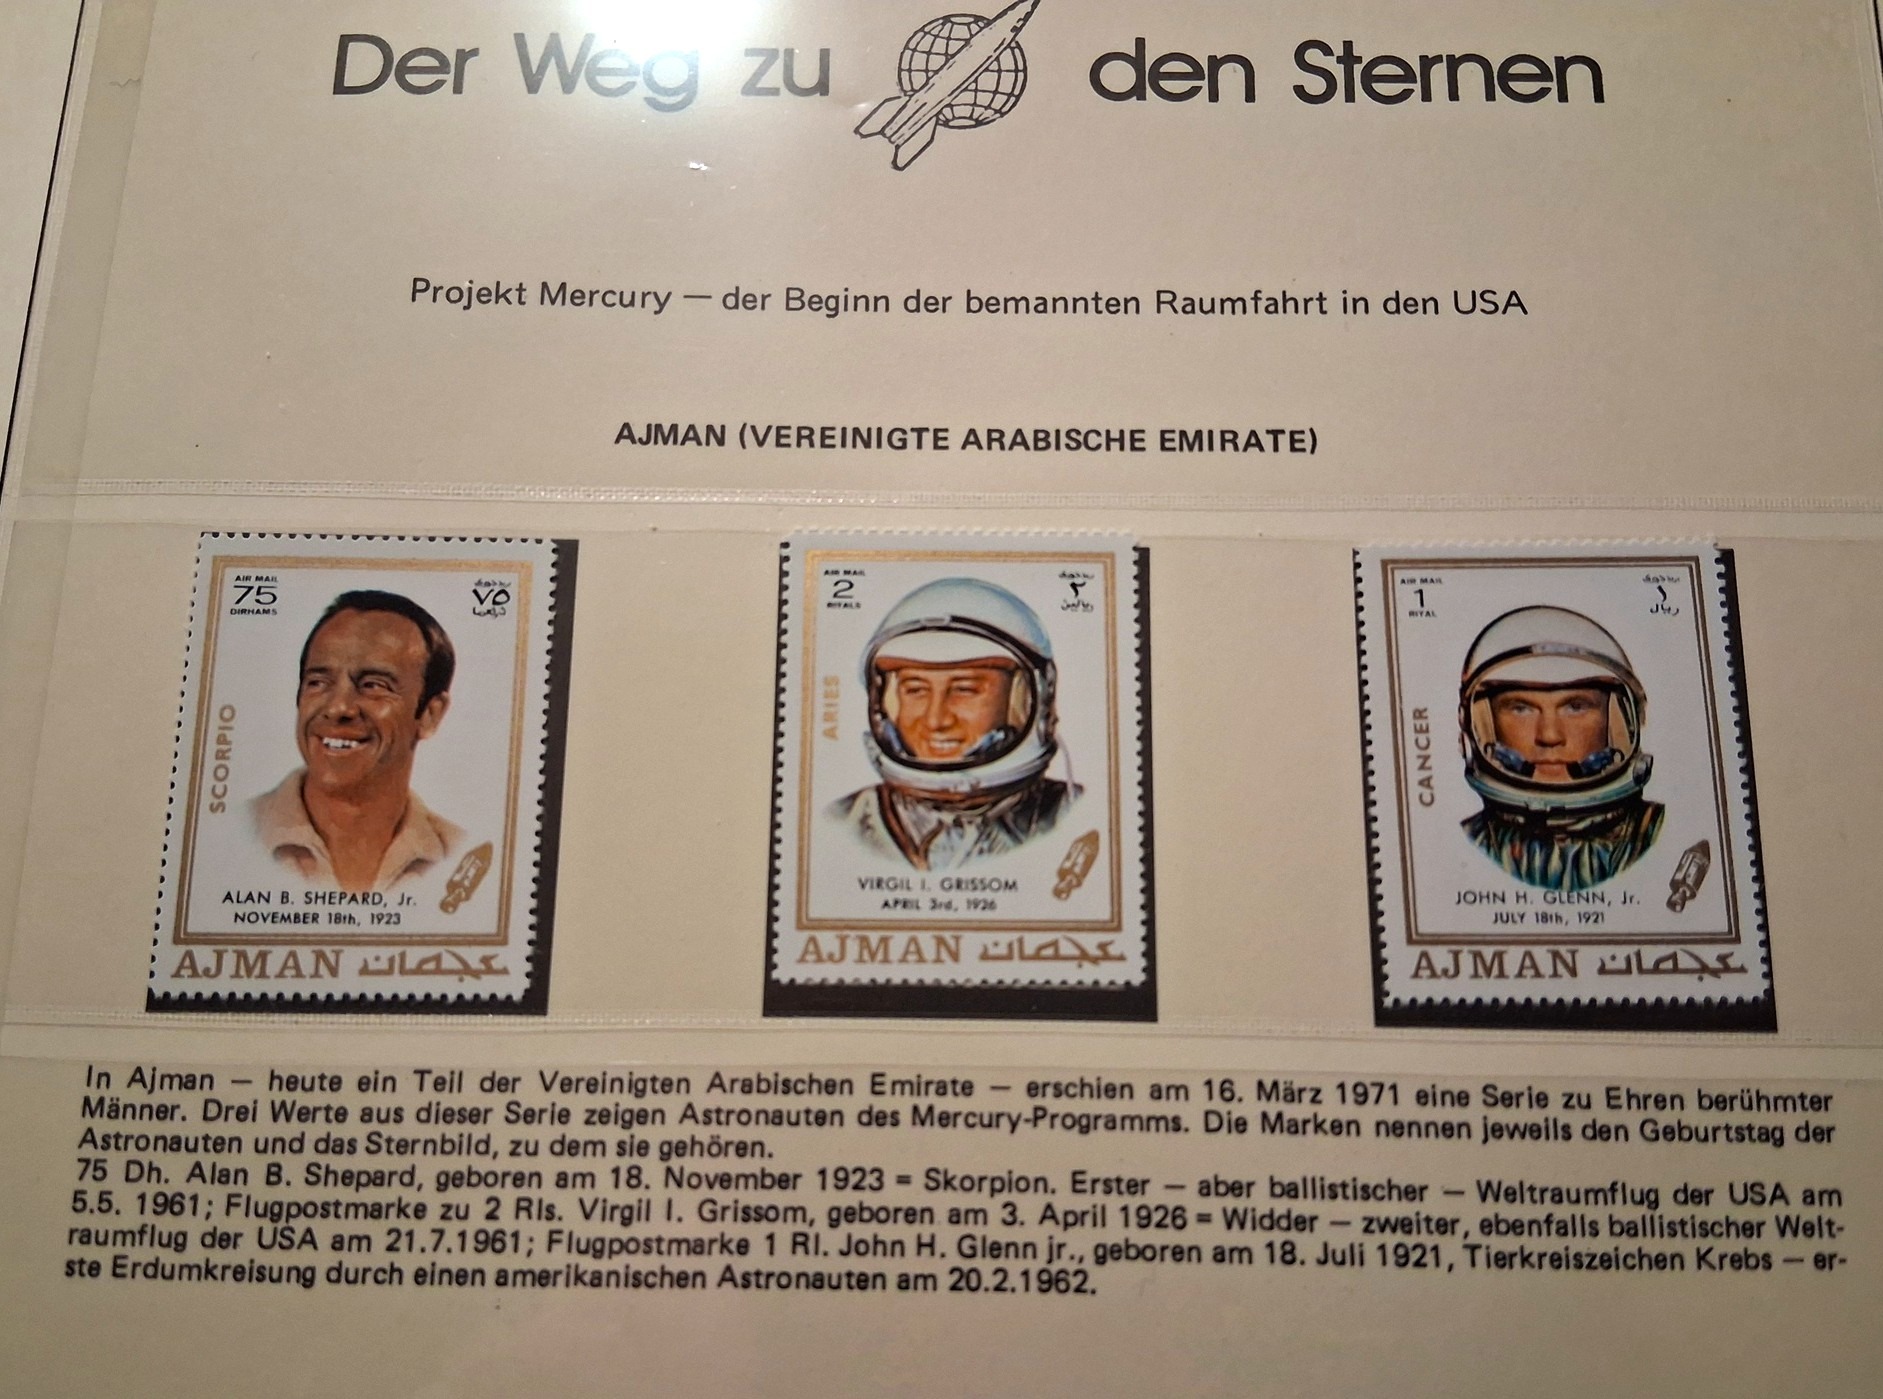 Der Weg zu den Sternen
Projekt Mercury — der Beginn der bemannten Raumfahrt in den USA
AJMAN (VEREINIGTE ARABISCHE EMIRATE)
AIR MAIL
75
DIRHAMS
٧٥
SCORPIO
ALAN B. SHEPARD, Jr.
NOVEMBER 18th, 1923
AJMAN عجمان
AIR MAIL
2
RIYALS
٢
ARIES
VIRGIL I. GRISSOM
APRIL 3rd, 1926
AJMAN عجمان
AIR MAIL
1
RIYAL
١
ريال
CANCER
JOHN H. GLENN, Jr.
JULY 18th, 1921
AJMAN عجمان
In Ajman — heute ein Teil der Vereinigten Arabischen Emirate — erschien am 16. März 1971 eine Serie zu Ehren berühmter
Männer. Drei Werte aus dieser Serie zeigen Astronauten des Mercury-Programms. Die Marken nennen jeweils den Geburtstag der
Astronauten und das Sternbild, zu dem sie gehören.
75 Dh. Alan B. Shepard, geboren am 18. November 1923 = Skorpion. Erster — aber ballistischer — Weltraumflug der USA am
5.5. 1961; Flugpostmarke zu 2 Rls. Virgil I. Grissom, geboren am 3. April 1926 = Widder — zweiter, ebenfalls ballistischer Welt-
raumflug der USA am 21.7.1961; Flugpostmarke 1 Rl. John H. Glenn jr., geboren am 18. Juli 1921, Tierkreiszeichen Krebs — er-
ste Erdumkreisung durch einen amerikanischen Astronauten am 20.2.1962.